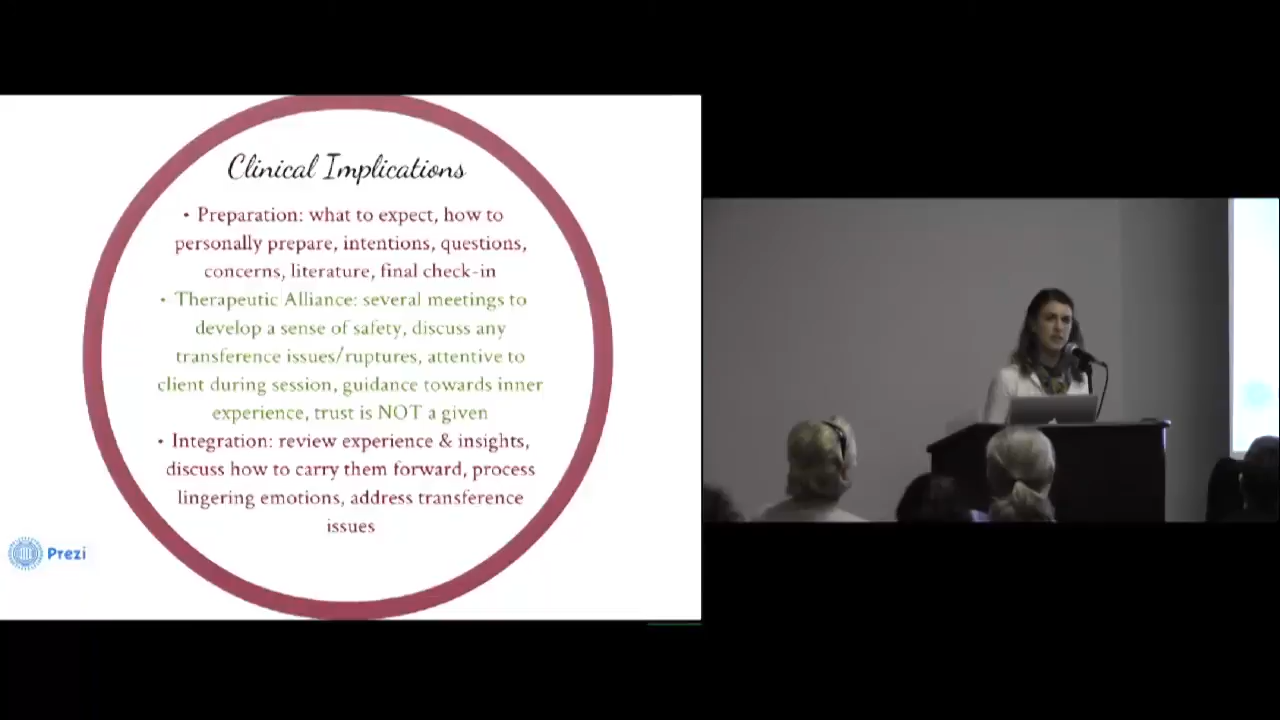 Clinical Implications
• Preparation: what to expect, how to
personally prepare, intentions, questions,
concerns, literature, final check-in
• Therapeutic Alliance: several meetings to
develop a sense of safety, discuss any
transference issues/ruptures, attentive to
client during session, guidance towards inner
experience, trust is NOT a given
• Integration: review experience & insights,
discuss how to carry them forward, process
lingering emotions, address transference
issues
Prezi